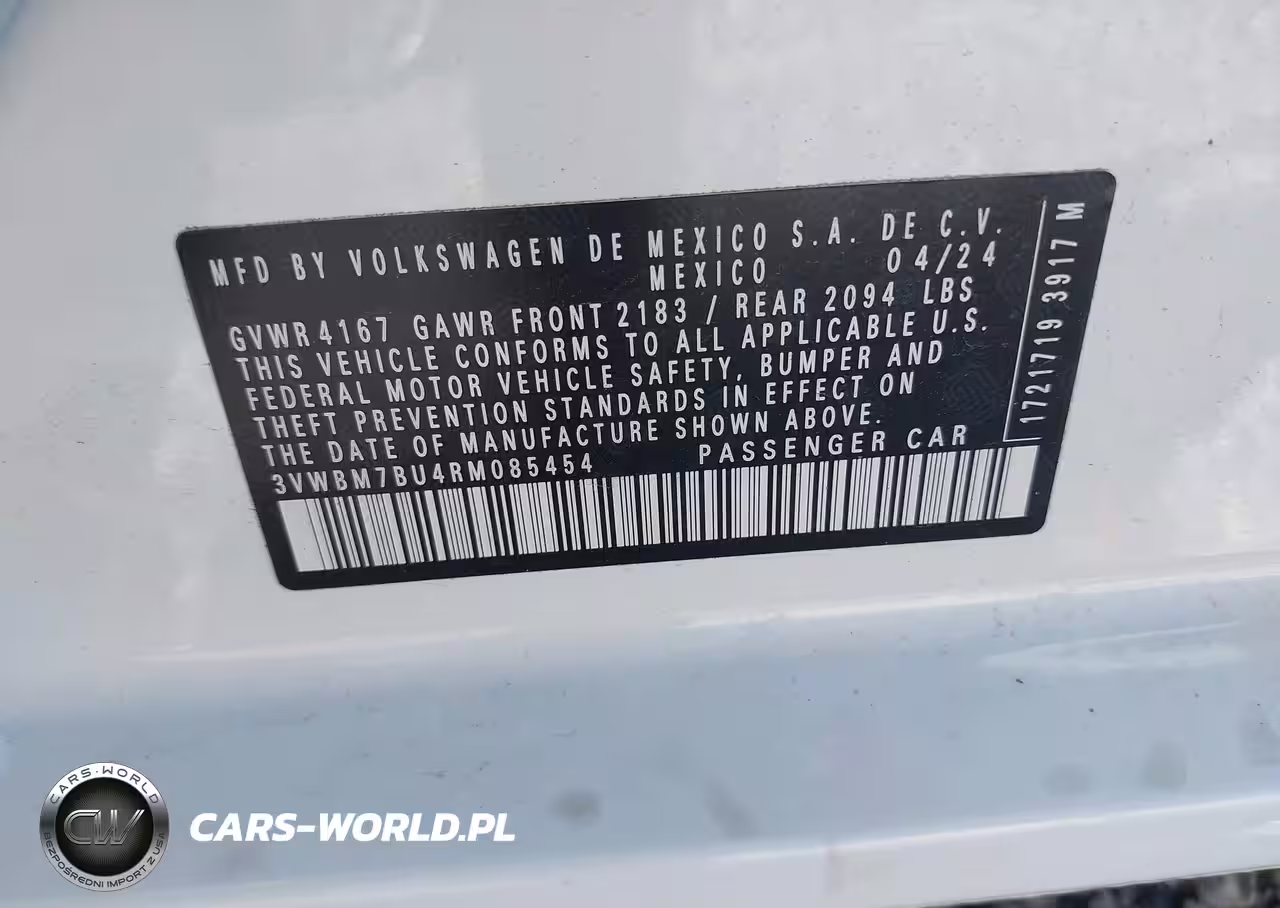 MFD BY VOLKSWAGEN DE MEXICO S.A. DE C.V.
MEXICO 04/24
GVWR 4167 GAWR FRONT 2183 / REAR 2094 LBS
THIS VEHICLE CONFORMS TO ALL APPLICABLE U.S.
FEDERAL MOTOR VEHICLE SAFETY, BUMPER AND
THEFT PREVENTION STANDARDS IN EFFECT ON
THE DATE OF MANUFACTURE SHOWN ABOVE.
3VWBM7BU4RM085454 PASSENGER CAR
1721719 3917 M
CARS-WORLD
CW
BEZPOŚREDNI IMPORT Z USA
CARS-WORLD.PL